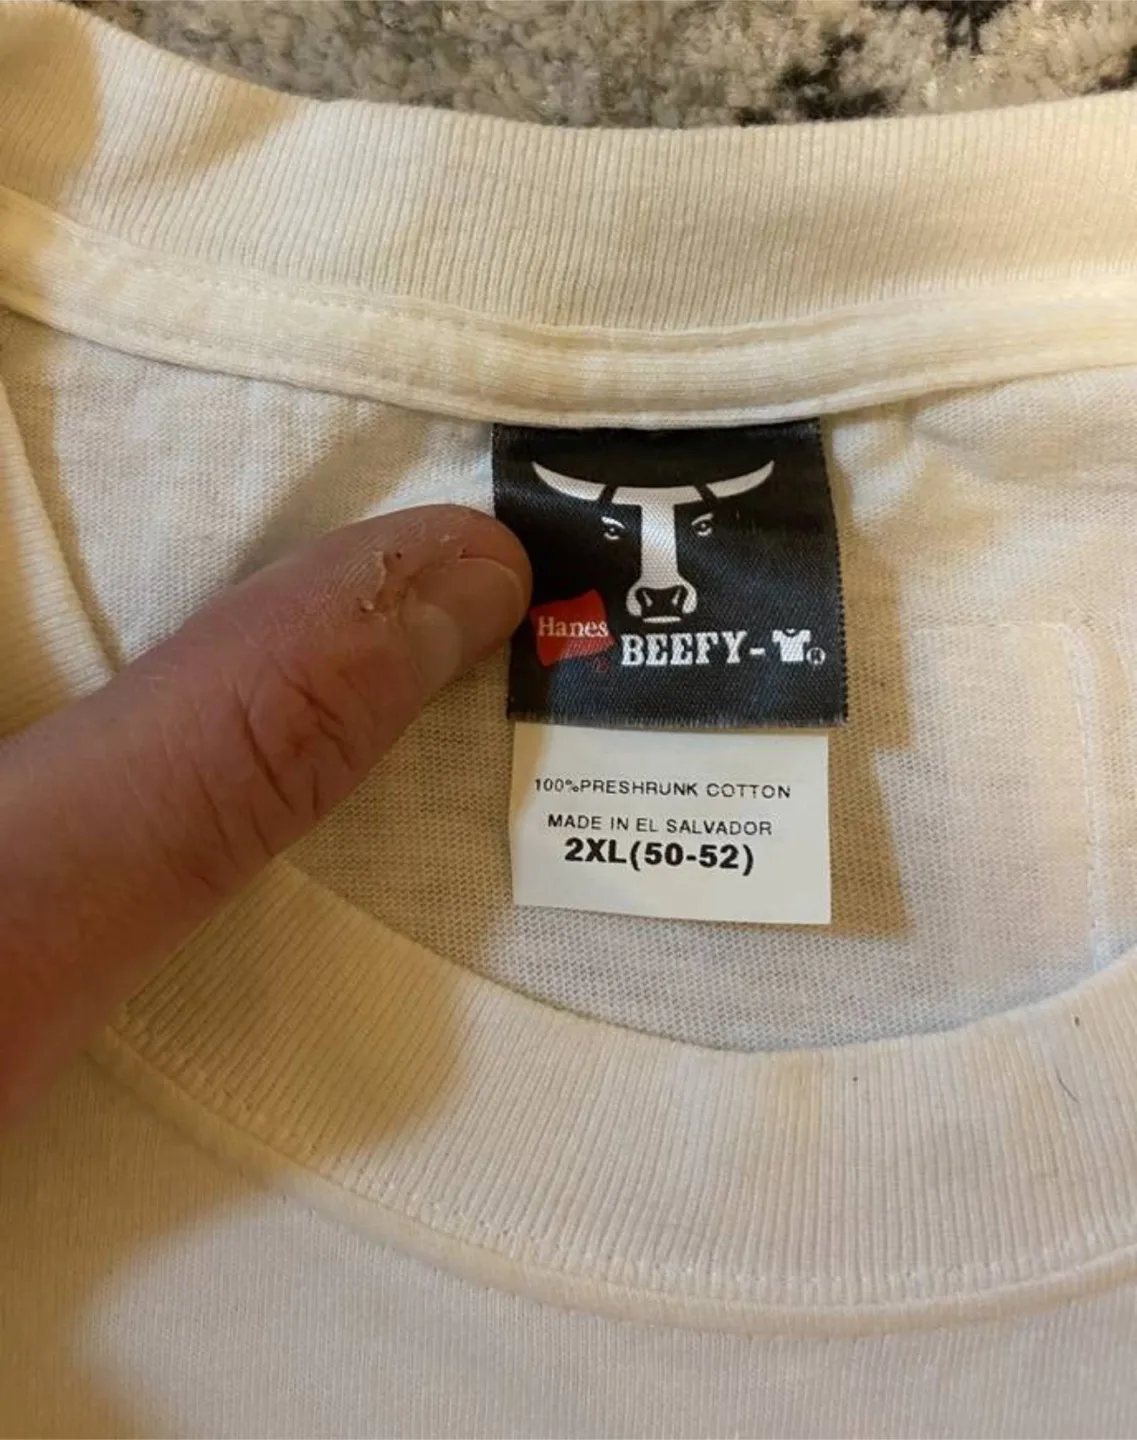 Hanes
BEEFY-
100%PRESHRUNK COTTON
MADE IN EL SALVADOR
2XL(50-52)